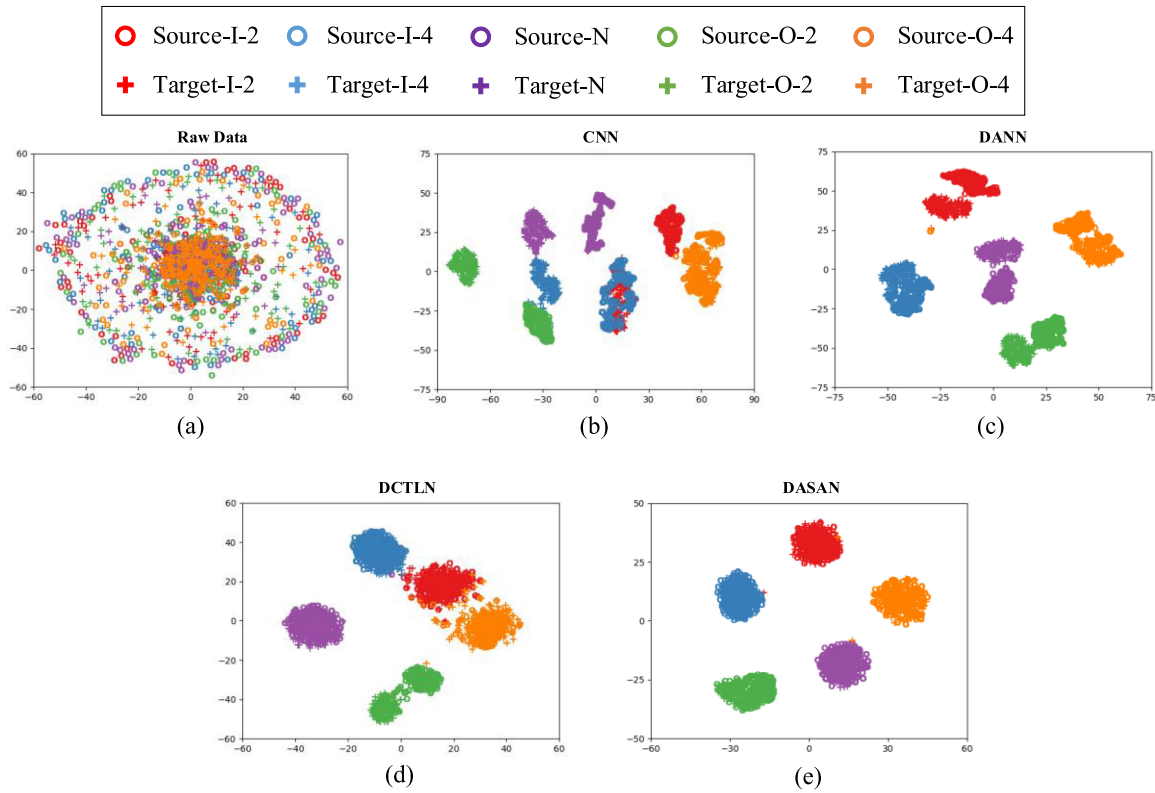 Source-I-2 Source-I-4 Source-N Source-O-2 Source-O-4
Target-I-2 Target-I-4 Target-N Target-O-2 Target-O-4
Raw Data
60
40
20
0
−20
−40
−60
−60 −40 −20 0 20 40 60
(a)
CNN
75
50
25
0
−25
−50
−75
−90 −60 −30 0 30 60 90
(b)
DANN
75
50
25
0
−25
−50
−75
−75 −50 −25 0 25 50 75
(c)
DCTLN
60
40
20
0
−20
−40
−60
−60 −40 −20 0 20 40 60
(d)
DASAN
50
25
0
−25
−50
−60 −30 0 30 60
(e)